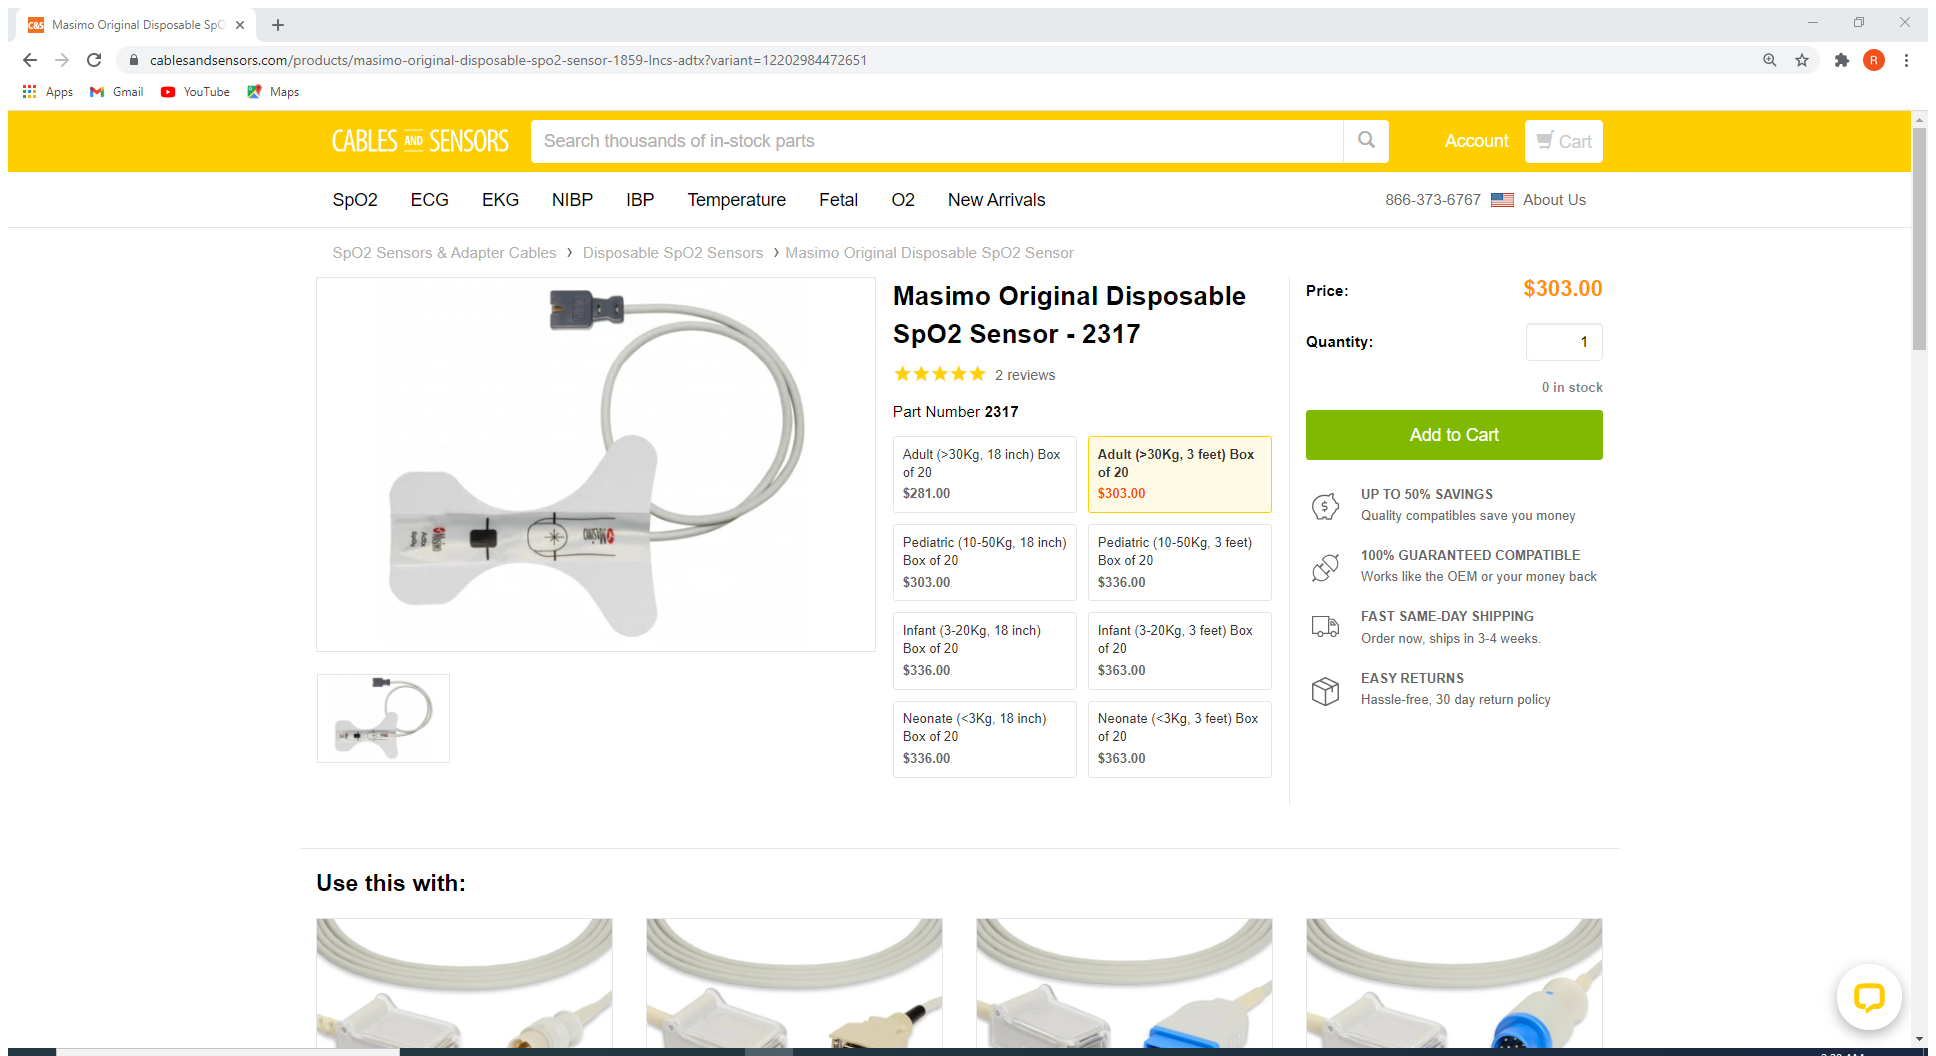 Masimo Original Disposable SpO
cablesandsensors.com/products/masimo-original-disposable-spo2-sensor-1859-lncs-adtx?variant=12202984472651
R
Apps
Gmail
YouTube
Maps
CABLES AND SENSORS
Search thousands of in-stock parts
Account
Cart
SpO2
ECG
EKG
NIBP
IBP
Temperature
Fetal
O2
New Arrivals
866-373-6767
About Us
SpO2 Sensors & Adapter Cables › Disposable SpO2 Sensors › Masimo Original Disposable SpO2 Sensor
Masimo Original Disposable
SpO2 Sensor - 2317
2 reviews
Part Number 2317
Adult (>30Kg, 18 inch) Box
of 20
$281.00
Adult (>30Kg, 3 feet) Box
of 20
$303.00
Pediatric (10-50Kg, 18 inch)
Box of 20
$303.00
Pediatric (10-50Kg, 3 feet)
Box of 20
$336.00
Infant (3-20Kg, 18 inch)
Box of 20
$336.00
Infant (3-20Kg, 3 feet) Box
of 20
$363.00
Neonate (<3Kg, 18 inch)
Box of 20
$336.00
Neonate (<3Kg, 3 feet) Box
of 20
$363.00
Price:
$303.00
Quantity:
1
0 in stock
Add to Cart
UP TO 50% SAVINGS
Quality compatibles save you money
100% GUARANTEED COMPATIBLE
Works like the OEM or your money back
FAST SAME-DAY SHIPPING
Order now, ships in 3-4 weeks.
EASY RETURNS
Hassle-free, 30 day return policy
Masimo
Adtx
SpO2
Masimo
Use this with: